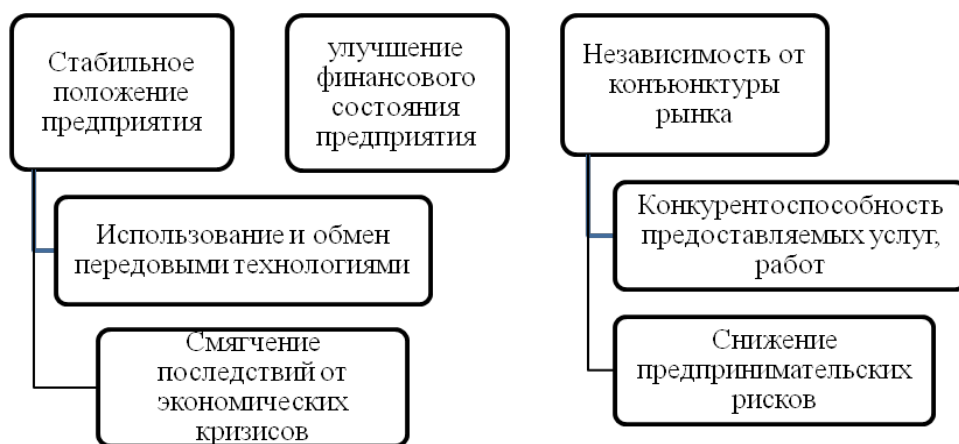 Стабильное
положение
предприятия
улучшение
финансового
состояния
предприятия
Независимость от
конъюнктуры
рынка
Использование и обмен
передовыми технологиями
Конкурентоспособность
предоставляемых услуг,
работ
Смягчение
последствий от
экономических
кризисов
Снижение
предпринимательских
рисков